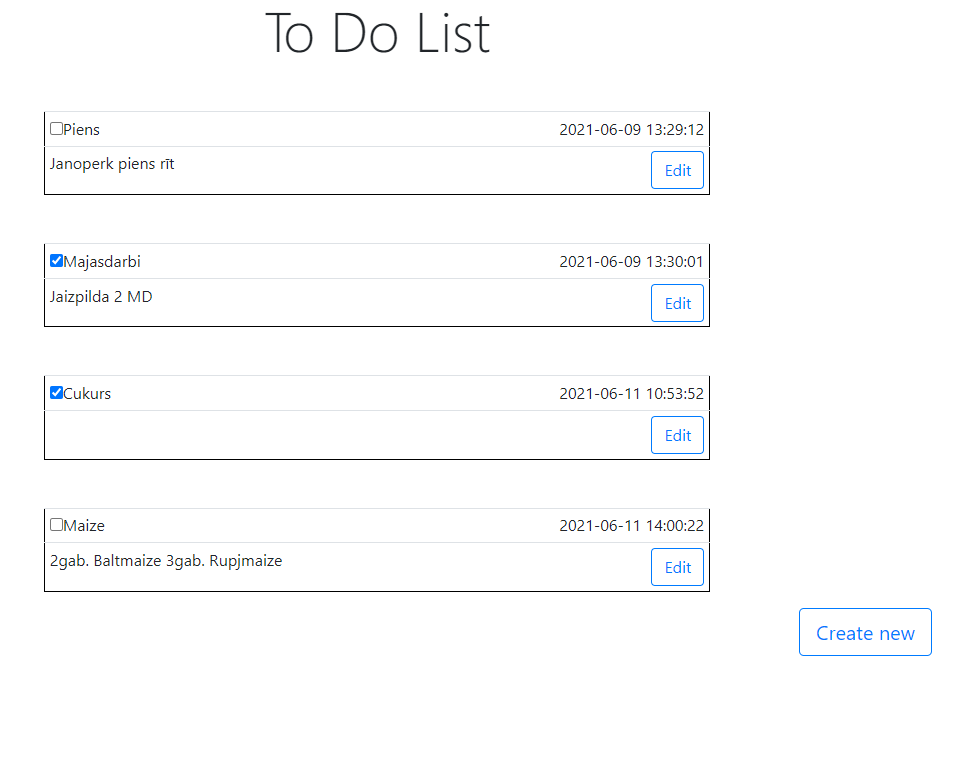 To Do List
Piens 2021-06-09 13:29:12
Janoperk piens rīt
Edit
Majasdarbi 2021-06-09 13:30:01
Jaizpilda 2 MD
Edit
Cukurs 2021-06-11 10:53:52
Edit
Maize 2021-06-11 14:00:22
2gab. Baltmaize 3gab. Rupjmaize
Edit
Create new